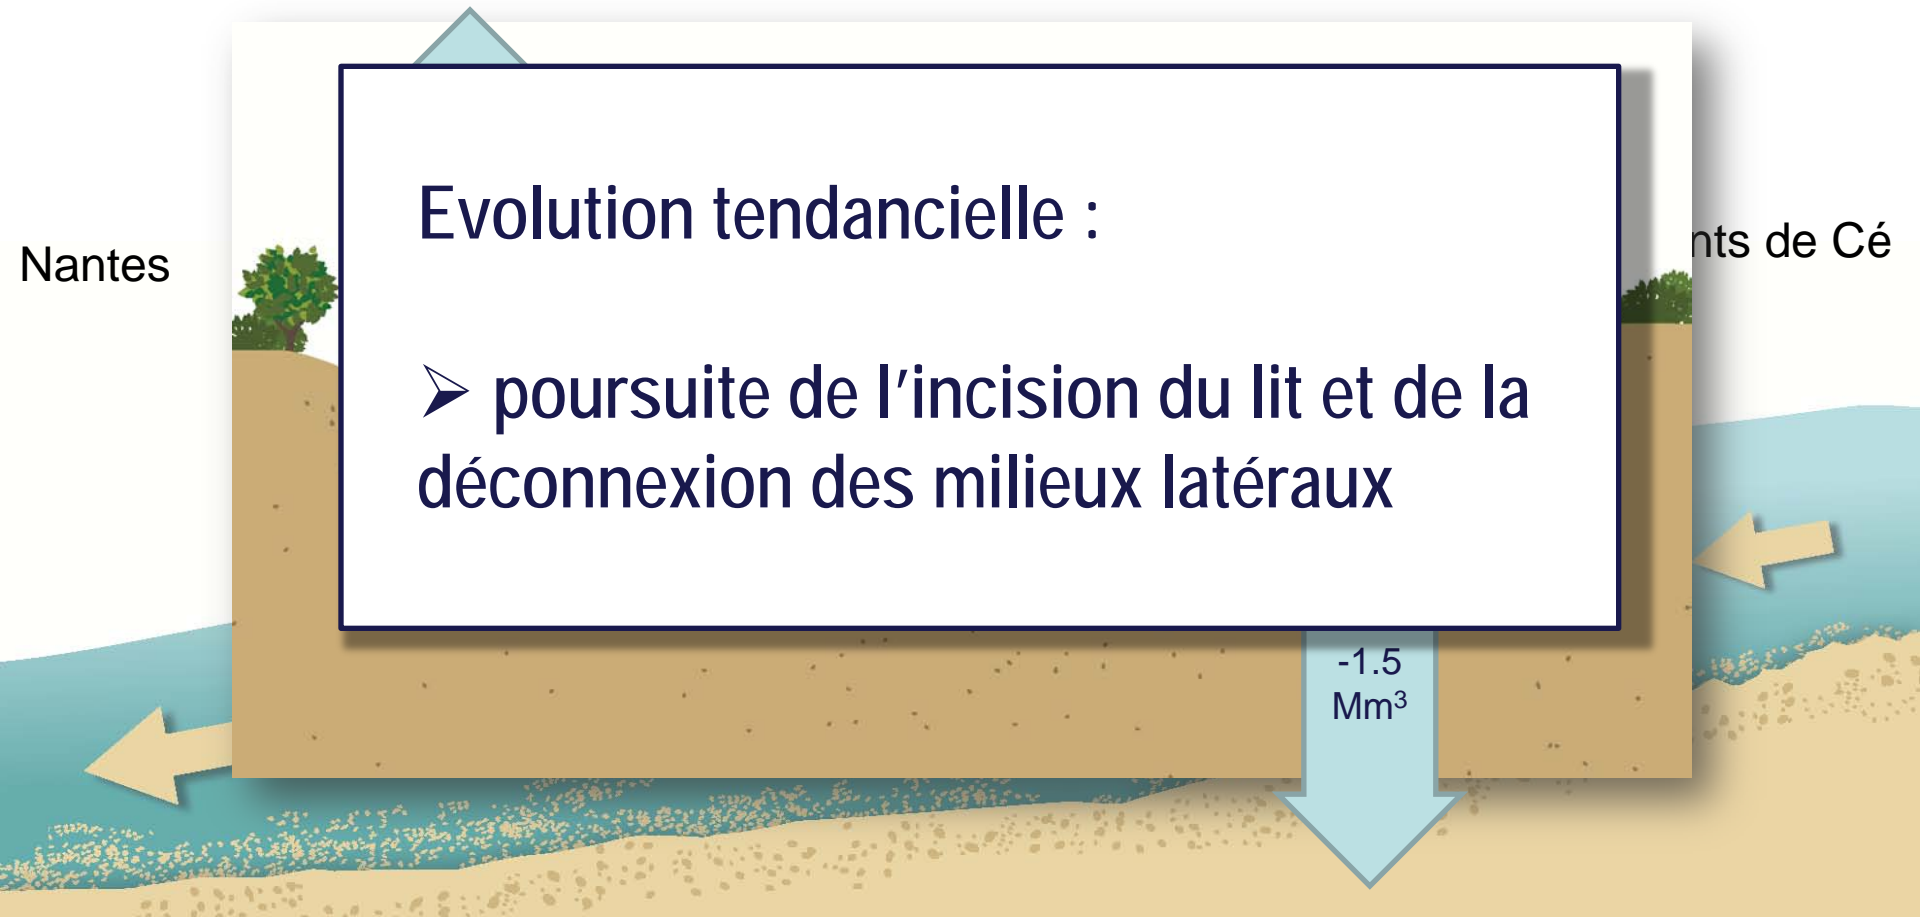 Evolution tendancielle :
Nantes
nts de Cé
➢ poursuite de l'incision du lit et de la
déconnexion des milieux latéraux
-1.5
Mm³